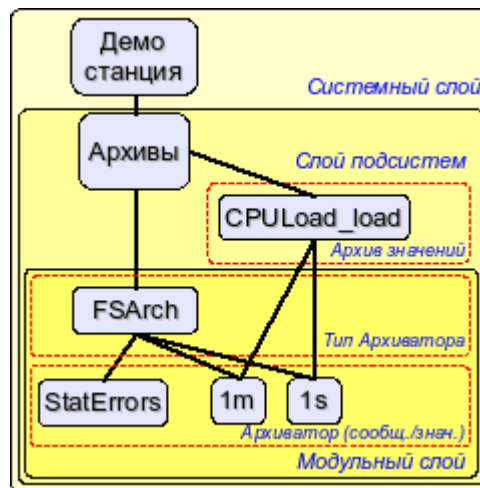 Демо
станция
Системный слой
Архивы
Слой подсистем
CPULoad_load
Архив значений
FSArch
Тип Архиватора
StatErrors
1m
1s
Архиватор (сообщ./знач.)
Модульный слой